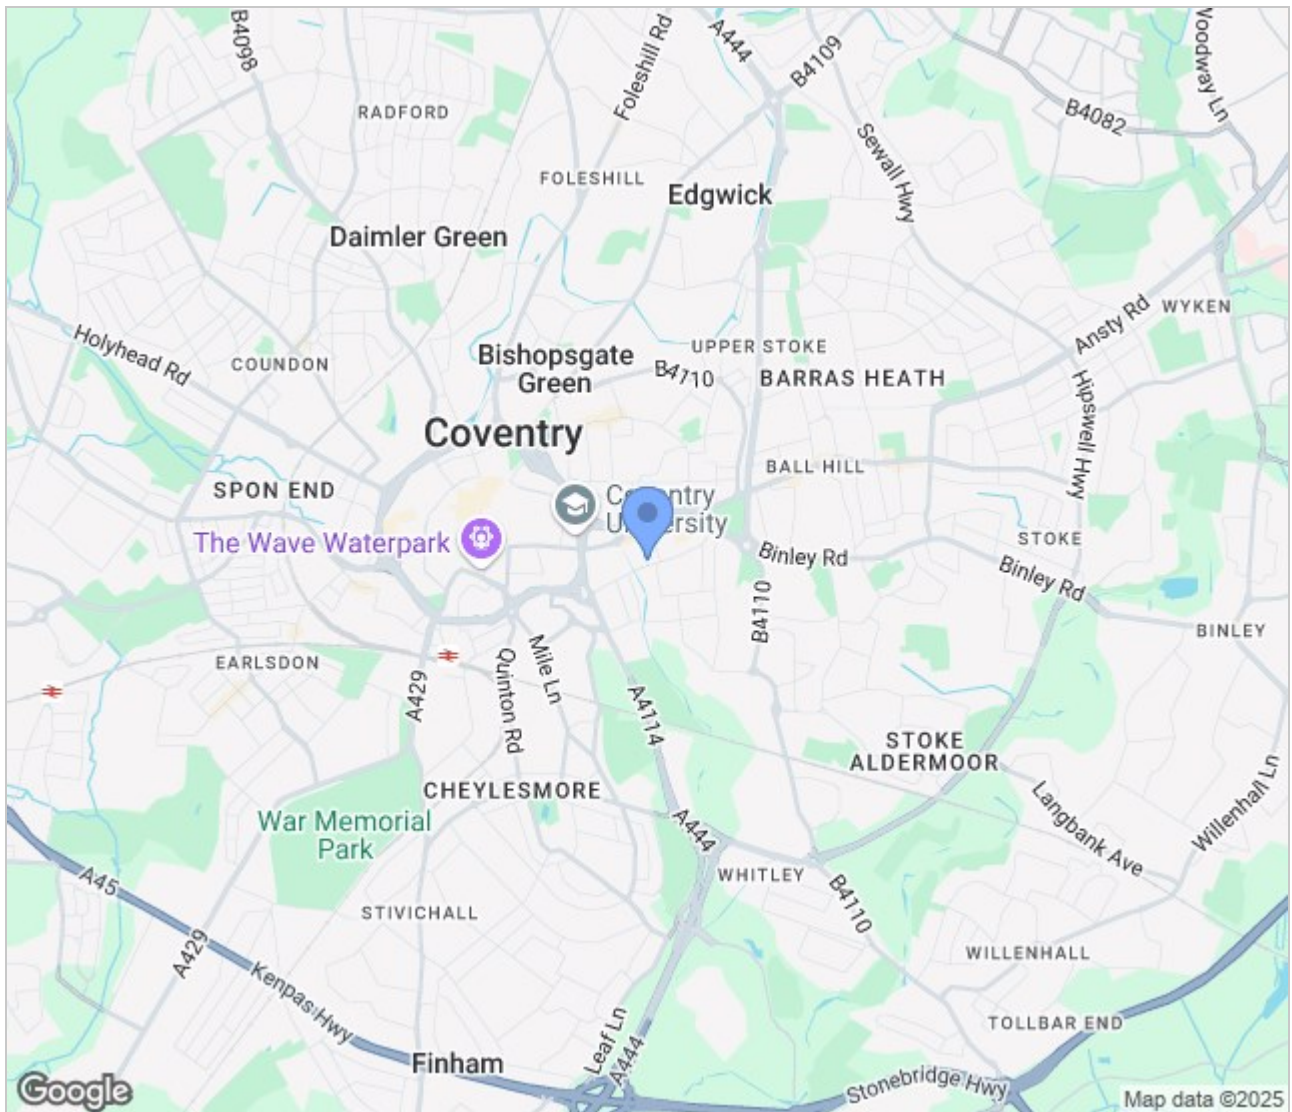 B4098
Foleshill Rd
A444
B4109
Woodway Ln
RADFORD
B4082
Sewall Hwy
FOLESHILL
Edgwick
Daimler Green
WYKEN
Ansty Rd
Holyhead Rd
COUNDON
Bishopsgate
Green
UPPER STOKE
B4110
BARRAS HEATH
Hipswell Hwy
Coventry
BALL HILL
SPON END
Coventry
University
The Wave Waterpark
Binley Rd
STOKE
Binley Rd
B4110
BINLEY
EARLSDON
Mile Ln
Quinton Rd
A429
A4114
STOKE
ALDERMOOR
CHEYLESMORE
Langbank Ave
Willenhall Ln
War Memorial
Park
A444
WHITLEY
A45
B4110
STIVICHALL
A429
WILLENHALL
Kenpas Hwy
TOLLBAR END
Leaf Ln
Finham
A444
Stonebridge Hwy
Google
Map data ©2025